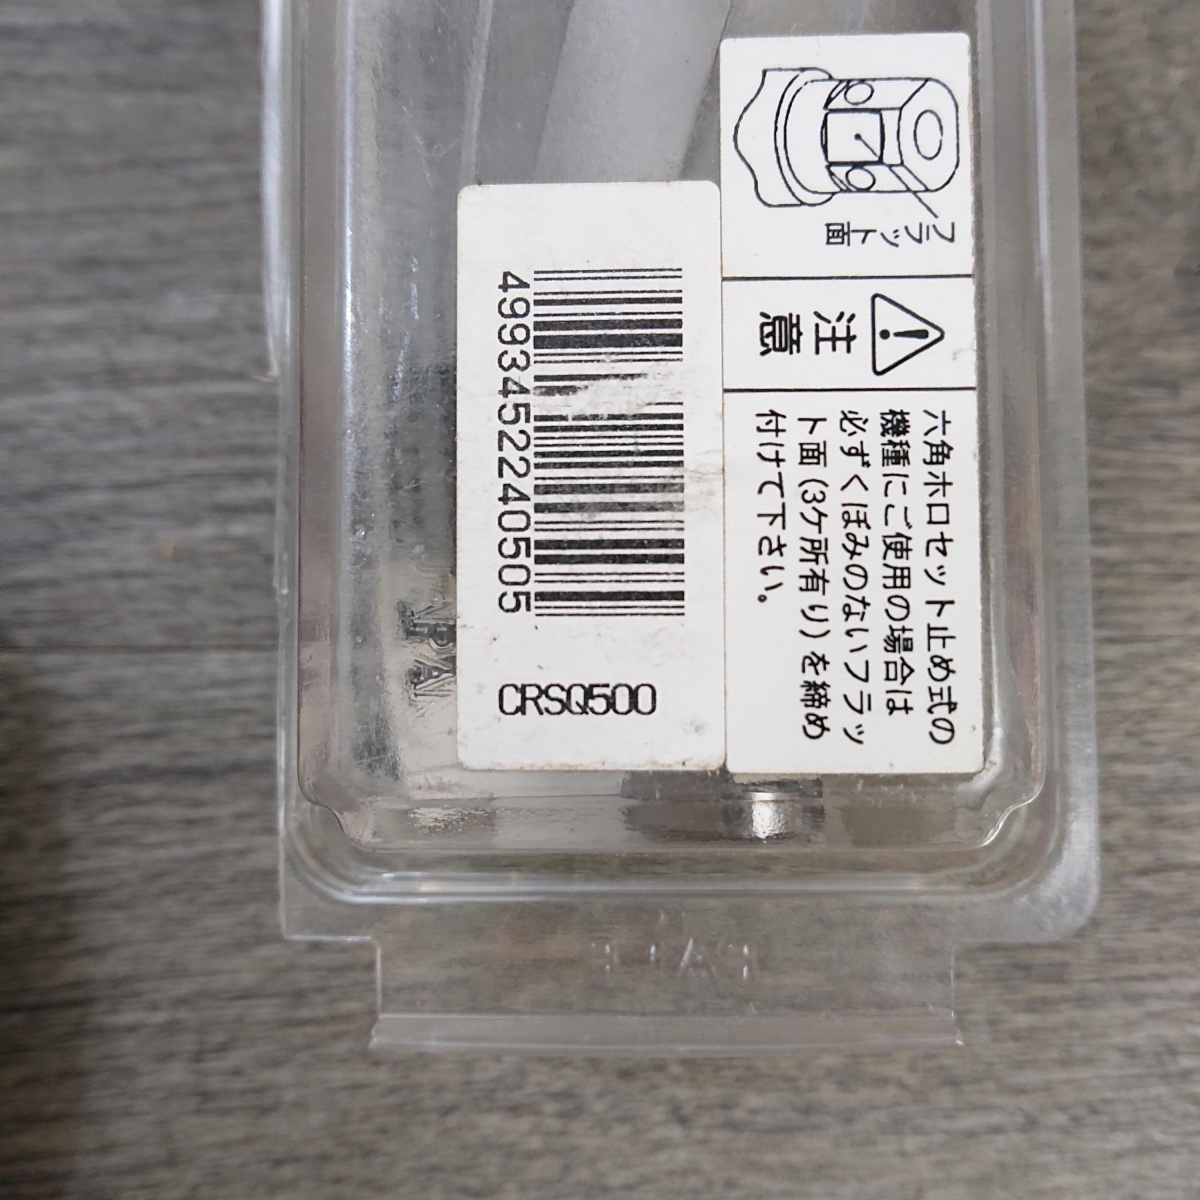 フラ
ット面
注
意
六角ホロセット止め式の
機種にご使用の場合は
必ずくぼみのないフラッ
ト面(3ケ所有り)を締め
付けて下さい。
4993452240505
CRSQ500